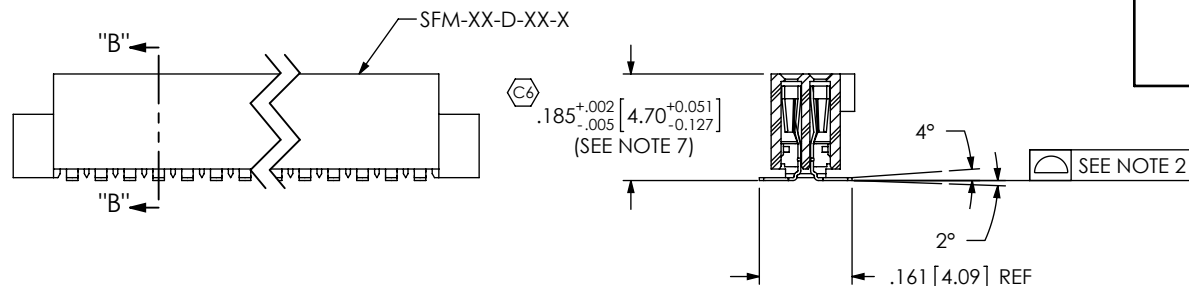 SFM-XX-D-XX-X
"B"
"B"
C6
.185 +.002 -.005 [4.70 +0.051 -0.127]
(SEE NOTE 7)
4°
2°
SEE NOTE 2
.161 [4.09] REF